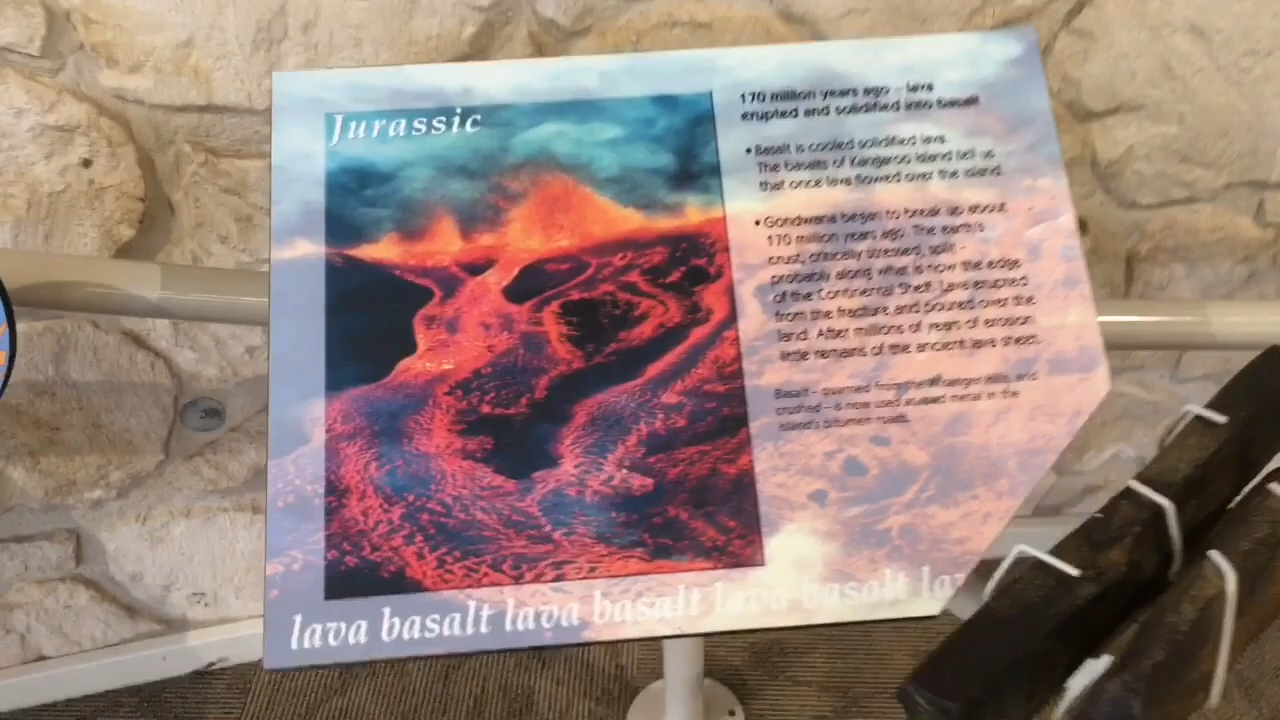 Jurassic
170 million years ago - lava
erupted and solidified into basalt
• Basalt is cooled solidified lava.
The basalts of Kangaroo Island tell us
that once lava flowed over the island.
• Gondwana began to break up about
170 million years ago. The earth's
crust, critically stressed, split -
probably along what is now the edge
of the Continental Shelf. Lava erupted
from the fracture and poured over the
land. After millions of years of erosion
little remains of the ancient lava sheet.
Basalt - quarried from the Hills, and
crushed - is now used as metal in the
island's bitumen roads.
lava basalt lava basalt lava basalt la